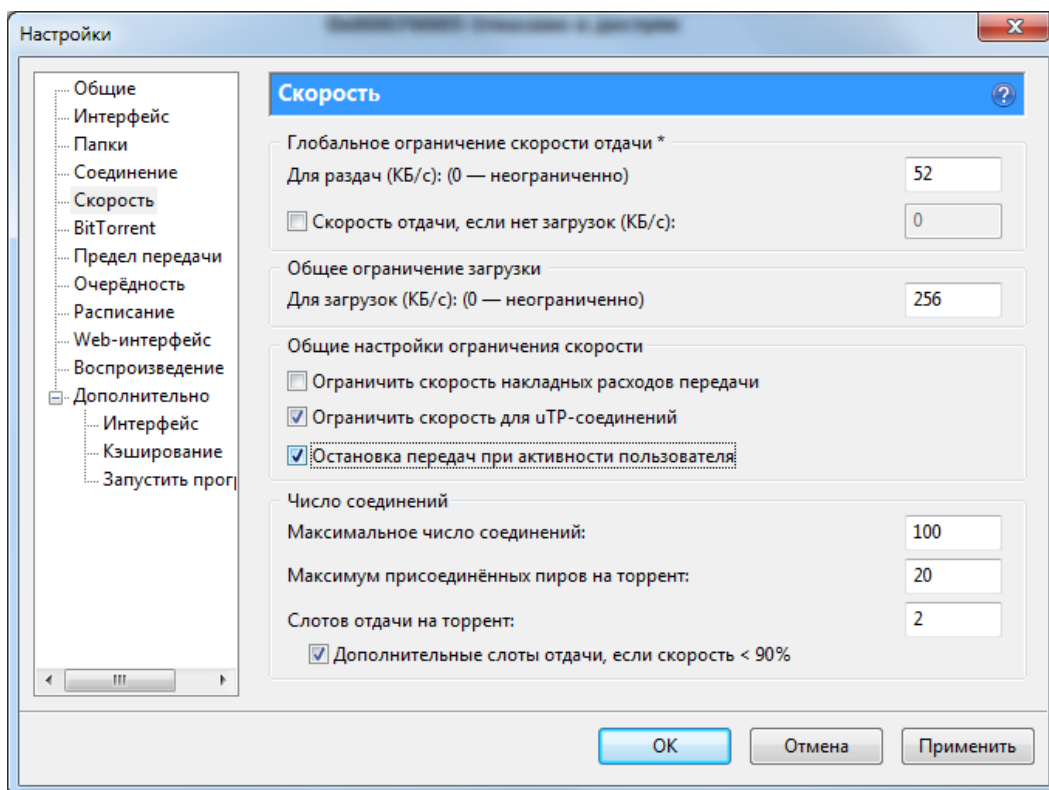 Настройки
Общие
Интерфейс
Папки
Соединение
Скорость
BitTorrent
Предел передачи
Очерёдность
Расписание
Web-интерфейс
Воспроизведение
Дополнительно
Интерфейс
Кэширование
Запустить прог
Скорость
?
Глобальное ограничение скорости отдачи *
Для раздач (КБ/с): (0 — неограниченно) 52
Скорость отдачи, если нет загрузок (КБ/с): 0
Общее ограничение загрузки
Для загрузок (КБ/с): (0 — неограниченно) 256
Общие настройки ограничения скорости
Ограничить скорость накладных расходов передачи
Ограничить скорость для uTP-соединений
Остановка передач при активности пользователя
Число соединений
Максимальное число соединений: 100
Максимум присоединённых пиров на торрент: 20
Слотов отдачи на торрент: 2
Дополнительные слоты отдачи, если скорость < 90%
OK Отмена Применить